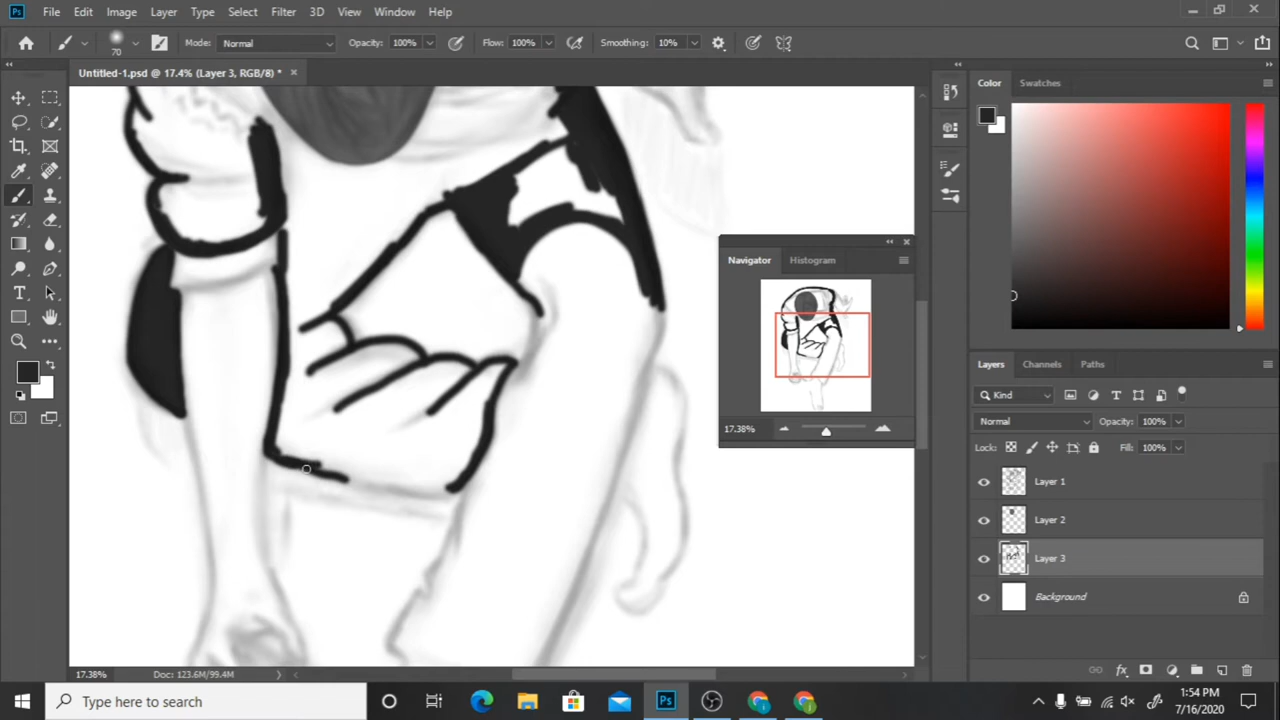 Ps File Edit Image Layer Type Select Filter 3D View Window Help
70 Mode: Normal Opacity: 100% Flow: 100% Smoothing: 10%
Untitled-1.psd @ 17.4% (Layer 3, RGB/8) *
Color Swatches
Navigator Histogram
17.38%
Layers Channels Paths
Kind
Normal Opacity: 100%
Lock: Fill: 100%
Layer 1
Layer 2
Layer 3
Background
17.38% Doc: 123.6M/99.4M
Type here to search
Ps
1:54 PM
7/16/2020